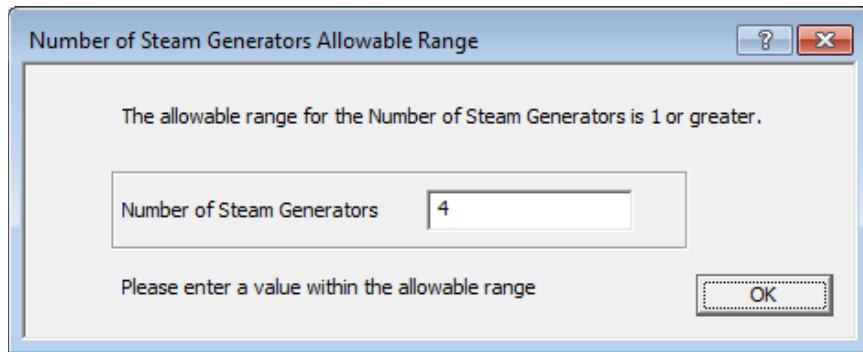 Number of Steam Generators Allowable Range
The allowable range for the Number of Steam Generators is 1 or greater.
Number of Steam Generators 4
Please enter a value within the allowable range
OK